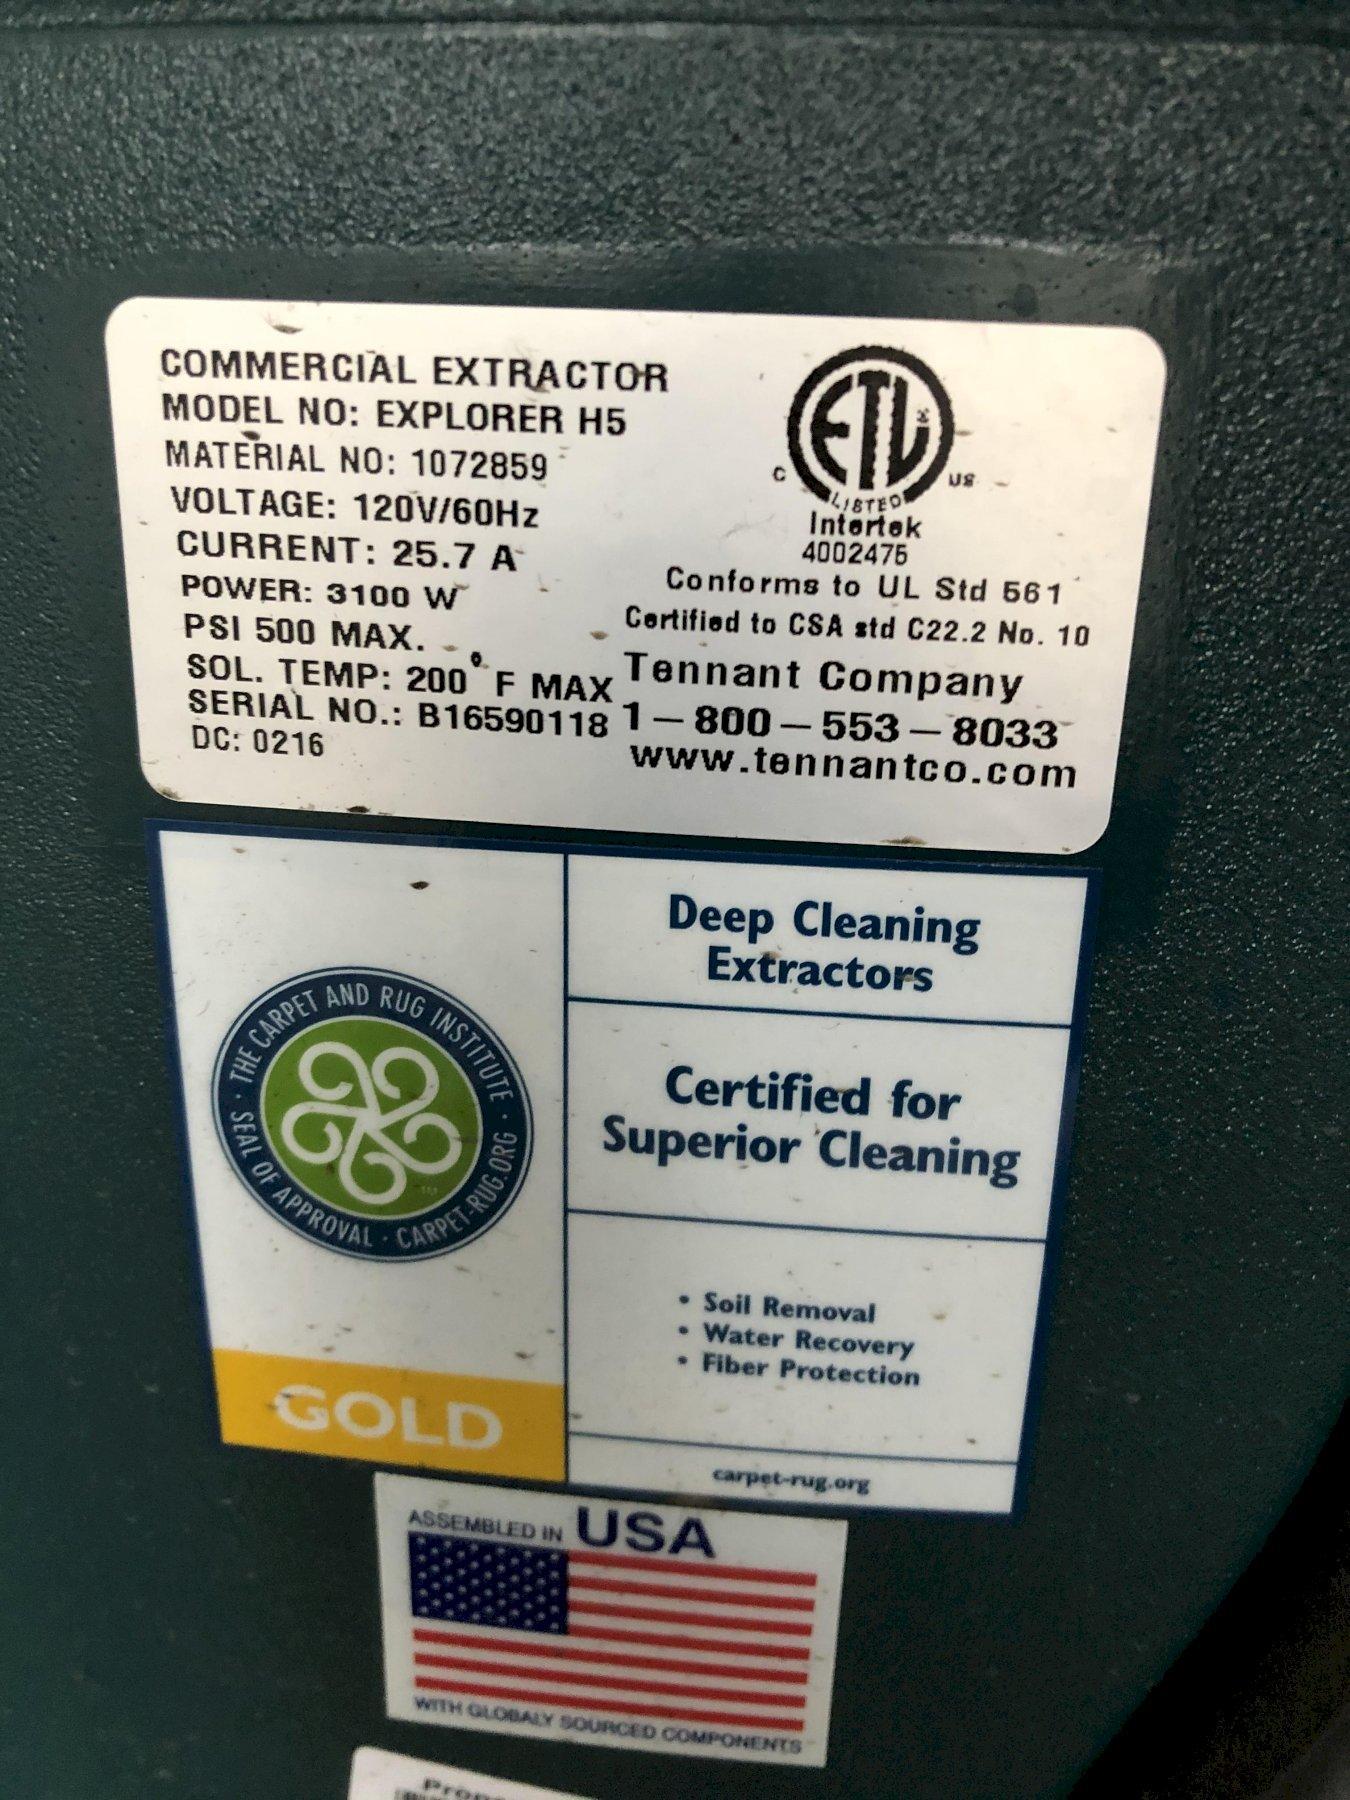 COMMERCIAL EXTRACTOR
MODEL NO: EXPLORER H5
MATERIAL NO: 1072859
VOLTAGE: 120V/60Hz
CURRENT: 25.7 A
POWER: 3100 W
PSI 500 MAX.
SOL. TEMP: 200° F MAX
SERIAL NO.: B16590118
DC: 0216
ETL
C US
LISTED
Intertek
4002475
Conforms to UL Std 561
Certified to CSA std C22.2 No. 10
Tennant Company
1-800-553-8033
www.tennantco.com
· THE CARPET AND RUG INSTITUTE ·
SEAL OF APPROVAL · CARPET-RUG.ORG
TM
GOLD
Deep Cleaning
Extractors
Certified for
Superior Cleaning
• Soil Removal
• Water Recovery
• Fiber Protection
carpet-rug.org
ASSEMBLED IN USA
WITH GLOBALY SOURCED COMPONENTS